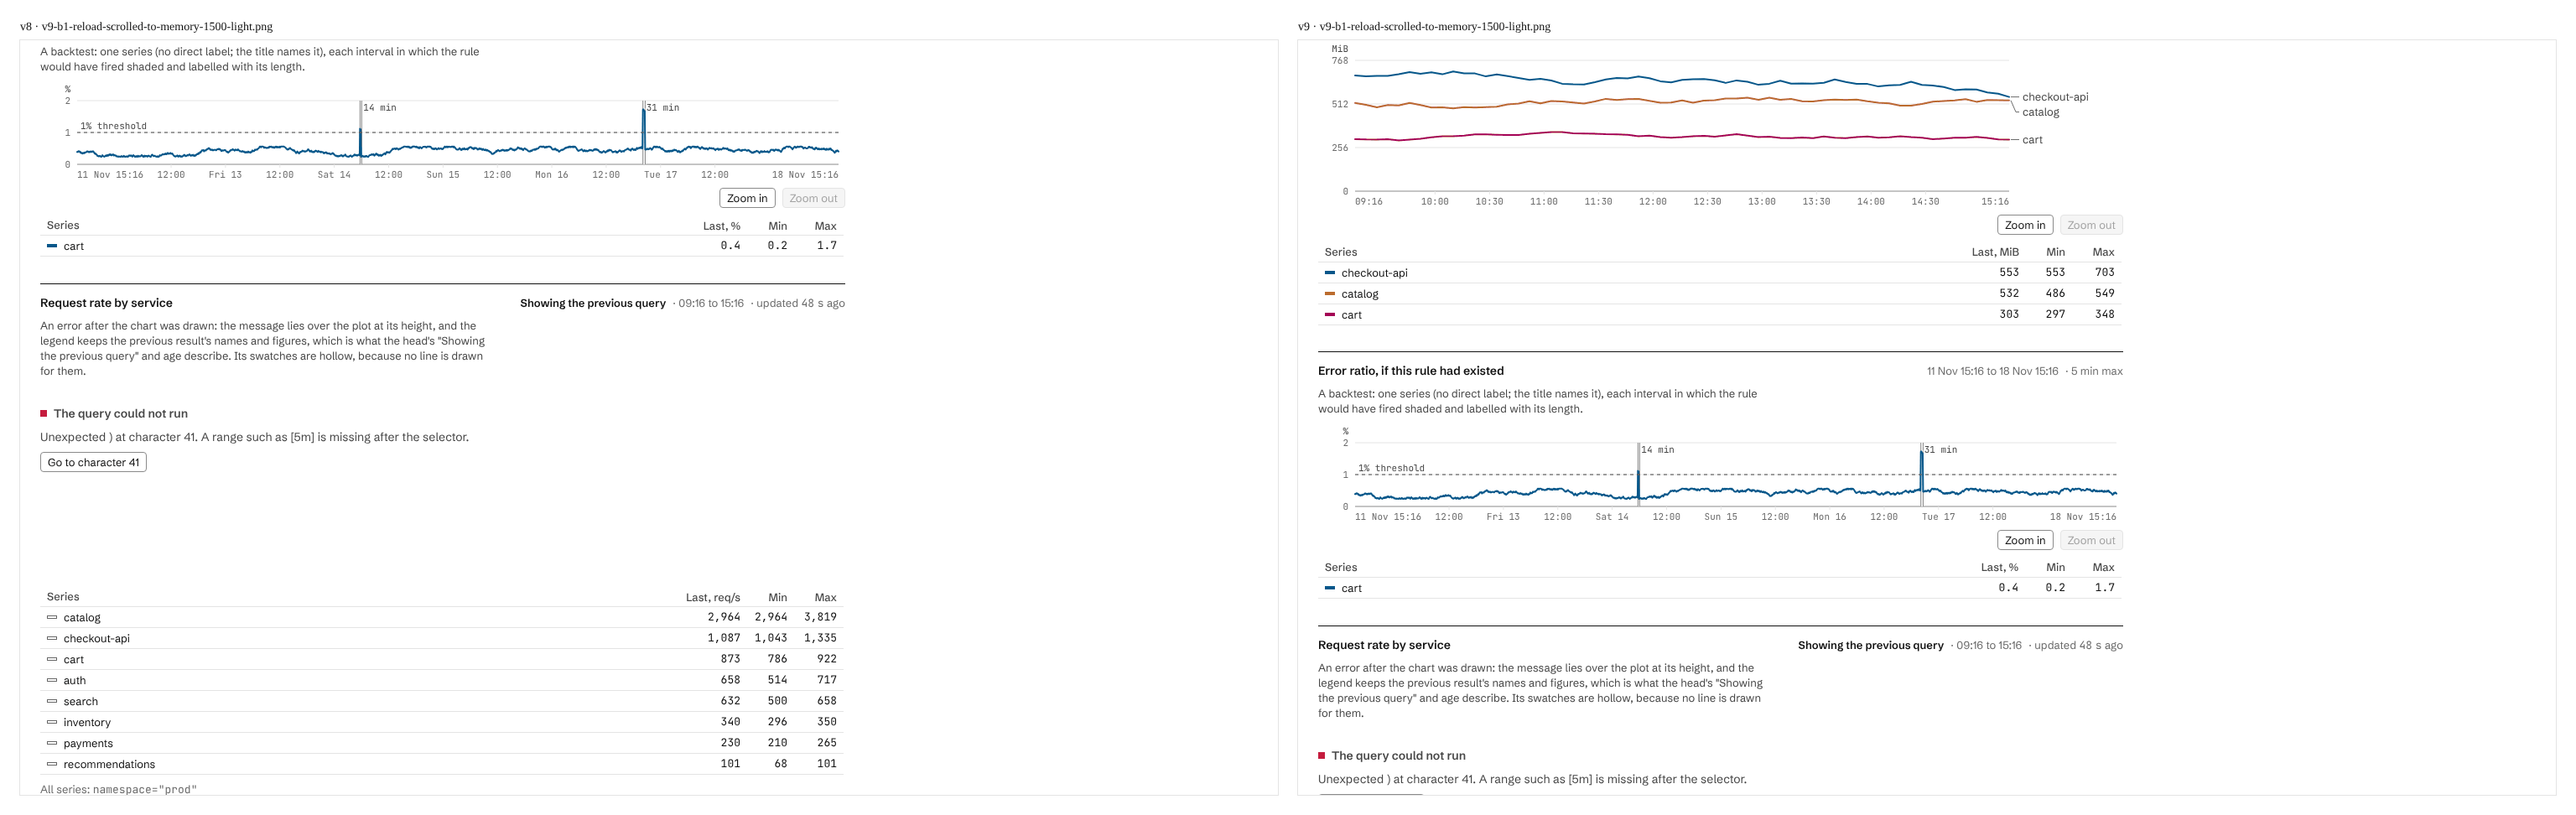 v8 · v9-b1-reload-scrolled-to-memory-1500-light.png
A backtest: one series (no direct label; the title names it), each interval in which the rule
would have fired shaded and labelled with its length.
%
2
14 min
31 min
1% threshold
1
0
11 Nov 15:16 12:00 Fri 13 12:00 Sat 14 12:00 Sun 15 12:00 Mon 16 12:00 Tue 17 12:00 18 Nov 15:16
Zoom in Zoom out
Series Last, % Min Max
cart 0.4 0.2 1.7
Request rate by service Showing the previous query · 09:16 to 15:16 · updated 48 s ago
An error after the chart was drawn: the message lies over the plot at its height, and the
legend keeps the previous result's names and figures, which is what the head's "Showing
the previous query" and age describe. Its swatches are hollow, because no line is drawn
for them.
The query could not run
Unexpected ) at character 41. A range such as [5m] is missing after the selector.
Go to character 41
Series Last, req/s Min Max
catalog 2,964 2,964 3,819
checkout-api 1,087 1,043 1,335
cart 873 786 922
auth 658 514 717
search 632 500 658
inventory 340 296 350
payments 230 210 265
recommendations 101 68 101
All series: namespace="prod"
v9 · v9-b1-reload-scrolled-to-memory-1500-light.png
MiB
768
512
256
0
checkout-api
catalog
cart
09:16 10:00 10:30 11:00 11:30 12:00 12:30 13:00 13:30 14:00 14:30 15:16
Zoom in Zoom out
Series Last, MiB Min Max
checkout-api 553 553 703
catalog 532 486 549
cart 303 297 348
Error ratio, if this rule had existed 11 Nov 15:16 to 18 Nov 15:16 · 5 min max
A backtest: one series (no direct label; the title names it), each interval in which the rule
would have fired shaded and labelled with its length.
%
2
14 min
31 min
1% threshold
1
0
11 Nov 15:16 12:00 Fri 13 12:00 Sat 14 12:00 Sun 15 12:00 Mon 16 12:00 Tue 17 12:00 18 Nov 15:16
Zoom in Zoom out
Series Last, % Min Max
cart 0.4 0.2 1.7
Request rate by service Showing the previous query · 09:16 to 15:16 · updated 48 s ago
An error after the chart was drawn: the message lies over the plot at its height, and the
legend keeps the previous result's names and figures, which is what the head's "Showing
the previous query" and age describe. Its swatches are hollow, because no line is drawn
for them.
The query could not run
Unexpected ) at character 41. A range such as [5m] is missing after the selector.